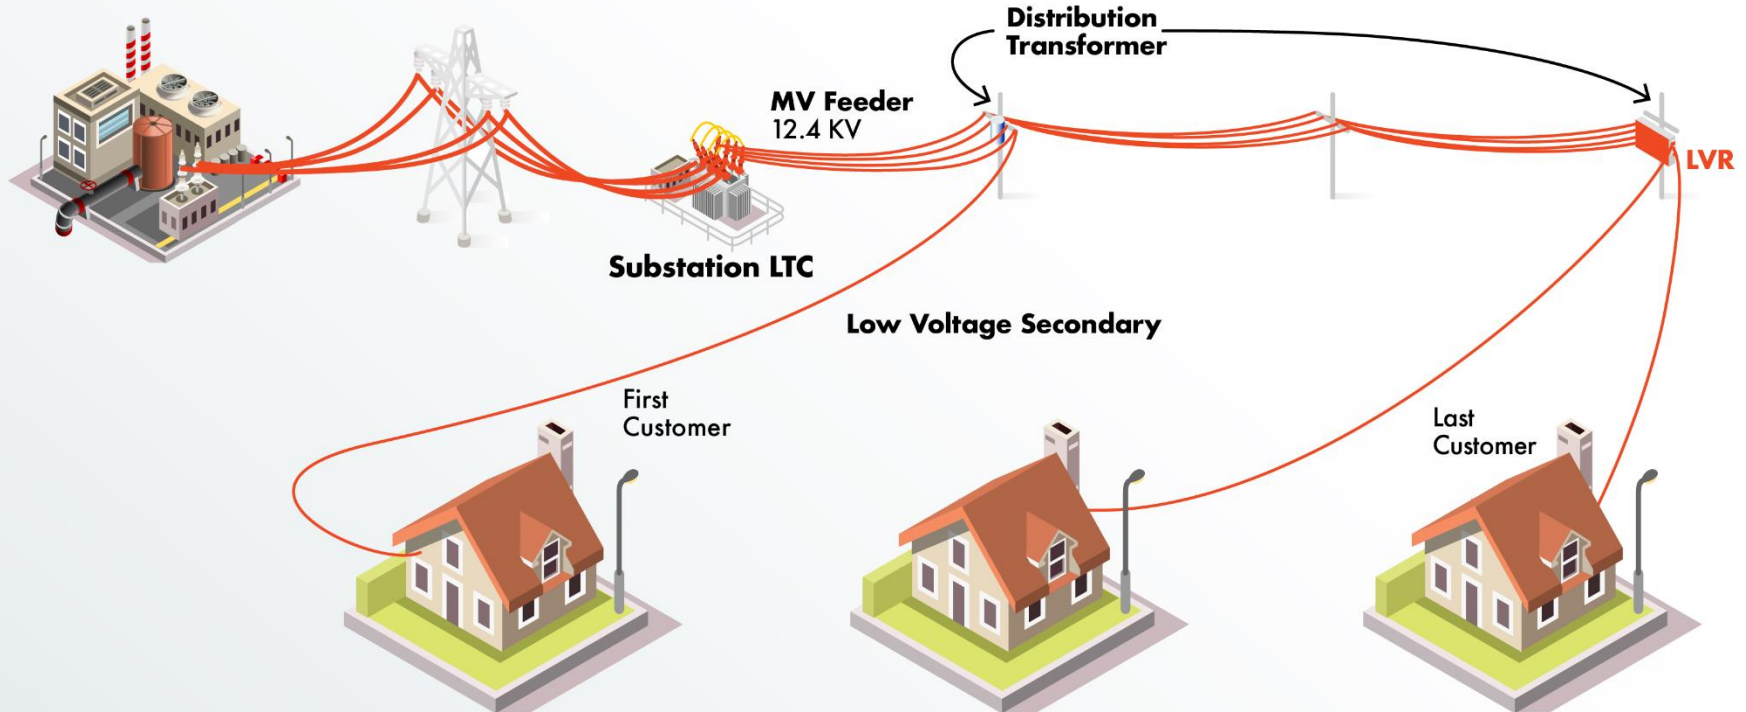 Distribution
Transformer
MV Feeder
12.4 KV
LVR
Substation LTC
Low Voltage Secondary
First
Customer
Last
Customer